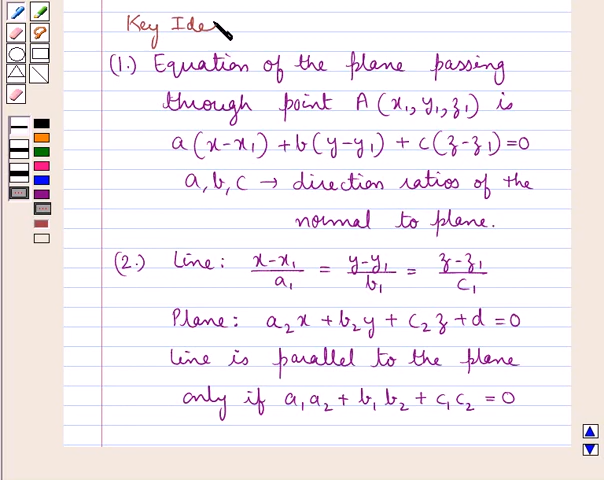 Key Ide
(1.) Equation of the plane passing
through point A (x₁, y₁, z₁) is
a(x-x₁) + b(y-y₁) + c(z-z₁) = 0
a, b, c → direction ratios of the
normal to plane.
(2.) Line: x-x₁/a₁ = y-y₁/b₁ = z-z₁/c₁
Plane: a₂x + b₂y + c₂z + d = 0
Line is parallel to the plane
only if a₁a₂ + b₁b₂ + c₁c₂ = 0